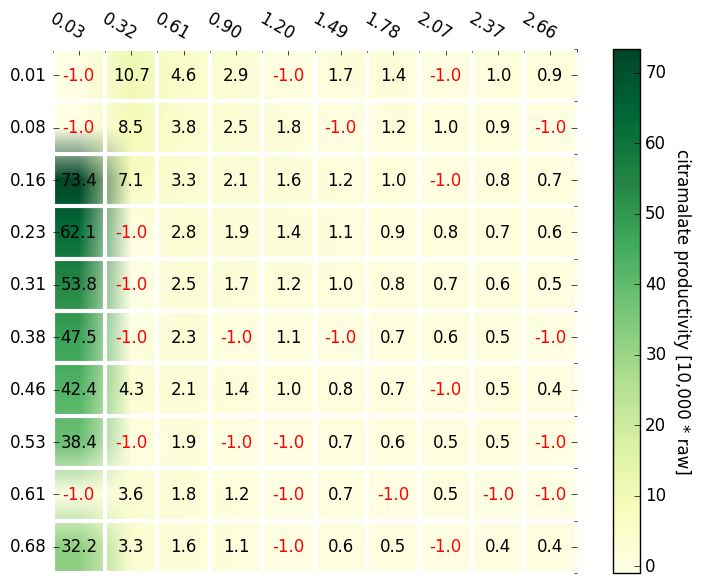 0.03 0.32 0.61 0.90 1.20 1.49 1.78 2.07 2.37 2.66
0.01 -1.0 10.7 4.6 2.9 -1.0 1.7 1.4 -1.0 1.0 0.9
0.08 -1.0 8.5 3.8 2.5 1.8 -1.0 1.2 1.0 0.9 -1.0
0.16 73.4 7.1 3.3 2.1 1.6 1.2 1.0 -1.0 0.8 0.7
0.23 62.1 -1.0 2.8 1.9 1.4 1.1 0.9 0.8 0.7 0.6
0.31 53.8 -1.0 2.5 1.7 1.2 1.0 0.8 0.7 0.6 0.5
0.38 47.5 -1.0 2.3 -1.0 1.1 -1.0 0.7 0.6 0.5 -1.0
0.46 42.4 4.3 2.1 1.4 1.0 0.8 0.7 -1.0 0.5 0.4
0.53 38.4 -1.0 1.9 -1.0 -1.0 0.7 0.6 0.5 0.5 -1.0
0.61 -1.0 3.6 1.8 1.2 -1.0 0.7 -1.0 0.5 -1.0 -1.0
0.68 32.2 3.3 1.6 1.1 -1.0 0.6 0.5 -1.0 0.4 0.4
70
60
50
40
30
20
10
0
citramalate productivity [10,000 * raw]